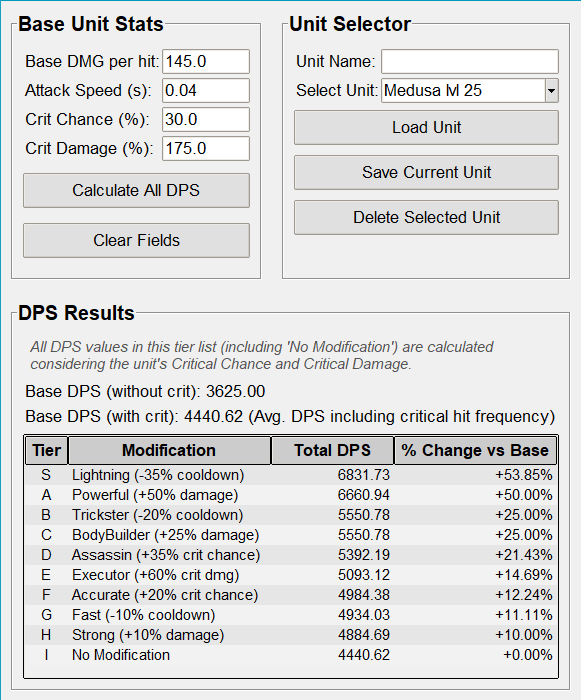 Base Unit Stats
Base DMG per hit: 145.0
Attack Speed (s): 0.04
Crit Chance (%): 30.0
Crit Damage (%): 175.0
Calculate All DPS
Clear Fields
Unit Selector
Unit Name:
Select Unit: Medusa lvl 25
Load Unit
Save Current Unit
Delete Selected Unit
DPS Results
All DPS values in this tier list (including 'No Modification') are calculated
considering the unit's Critical Chance and Critical Damage.
Base DPS (without crit): 3625.00
Base DPS (with crit): 4440.62 (Avg. DPS including critical hit frequency)
Tier Modification Total DPS % Change vs Base
S Lightning (-35% cooldown) 6831.73 +53.85%
A Powerful (+50% damage) 6660.94 +50.00%
B Trickster (-20% cooldown) 5550.78 +25.00%
C BodyBuilder (+25% damage) 5550.78 +25.00%
D Assassin (+35% crit chance) 5392.19 +21.43%
E Executor (+60% crit dmg) 5093.12 +14.69%
F Accurate (+20% crit chance) 4984.38 +12.24%
G Fast (-10% cooldown) 4934.03 +11.11%
H Strong (+10% damage) 4884.69 +10.00%
I No Modification 4440.62 +0.00%